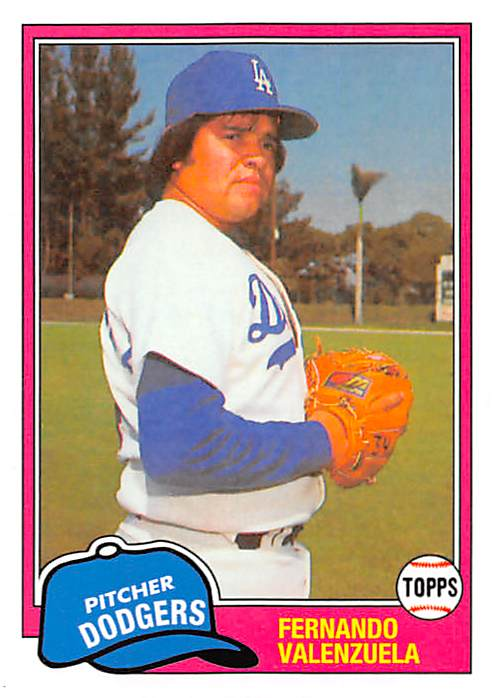 LA
D
PITCHER
DODGERS
TOPPS
FERNANDO
VALENZUELA